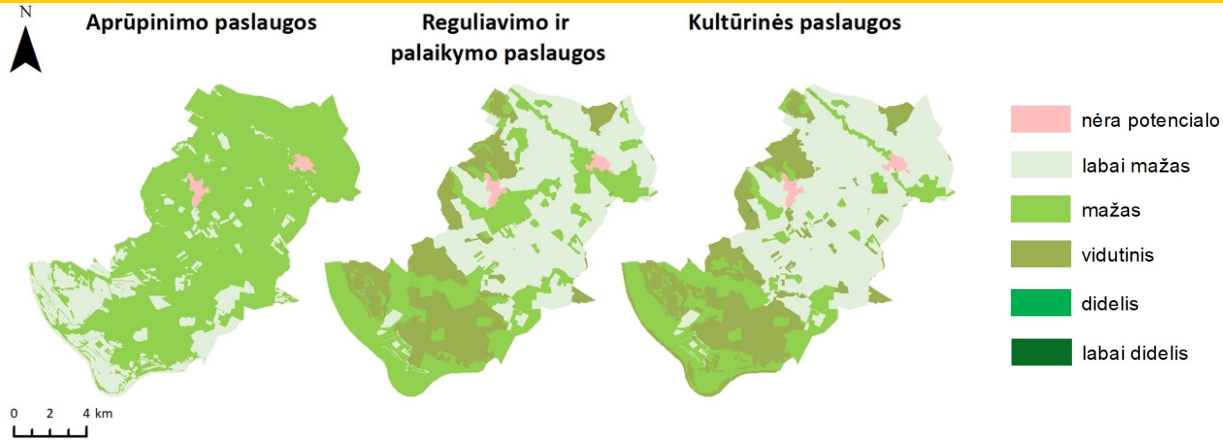 N
Aprūpinimo paslaugos
Reguliavimo ir
palaikymo paslaugos
Kultūrinės paslaugos
nėra potencialo
labai mažas
mažas
vidutinis
didelis
labai didelis
0 2 4 km